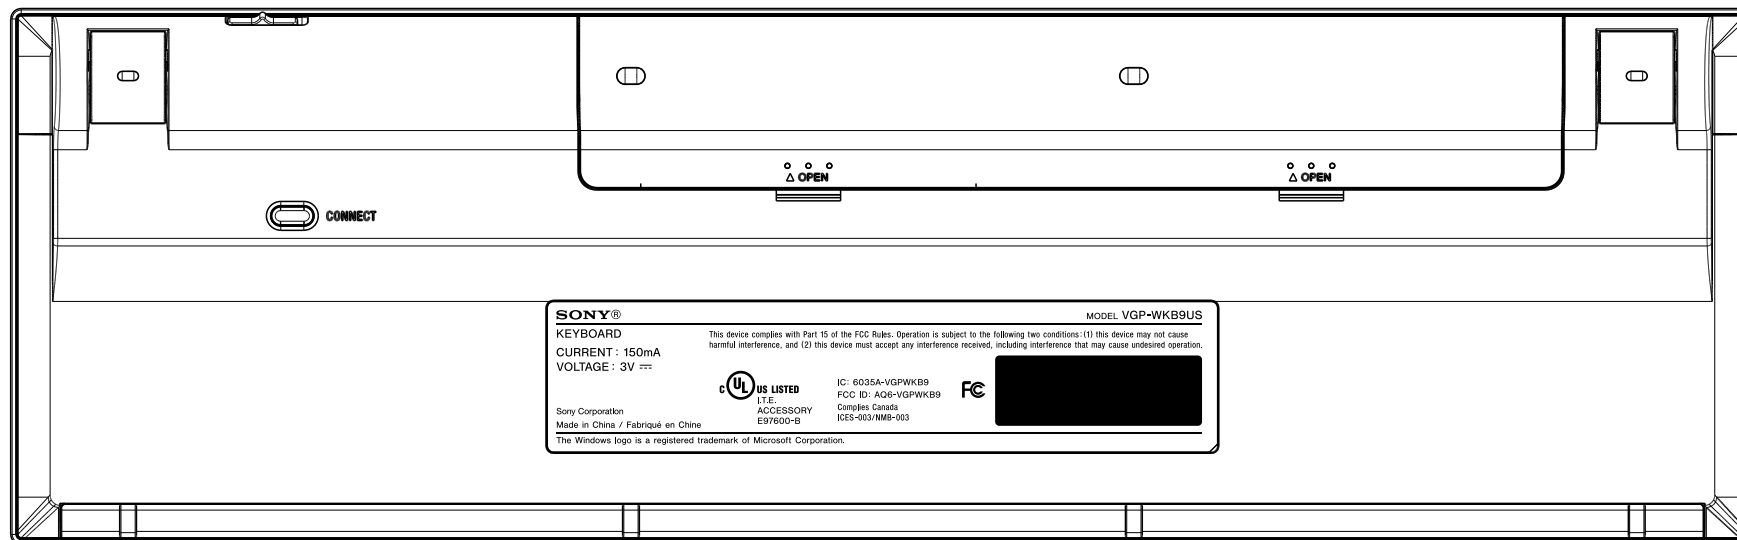 △ OPEN
△ OPEN
CONNECT
SONY®
MODEL VGP-WKB9US
KEYBOARD
CURRENT : 150mA
VOLTAGE : 3V ⎓
This device complies with Part 15 of the FCC Rules. Operation is subject to the following two conditions:(1) this device may not cause
harmful interference, and (2) this device must accept any interference received, including interference that may cause undesired operation.
C UL US LISTED
I.T.E.
ACCESSORY
E97600-B
IC: 6035A-VGPWKB9
FCC ID: AQ6-VGPWKB9
Complies Canada
ICES-003/NMB-003
FC
Sony Corporation
Made in China / Fabriqué en Chine
The Windows logo is a registered trademark of Microsoft Corporation.